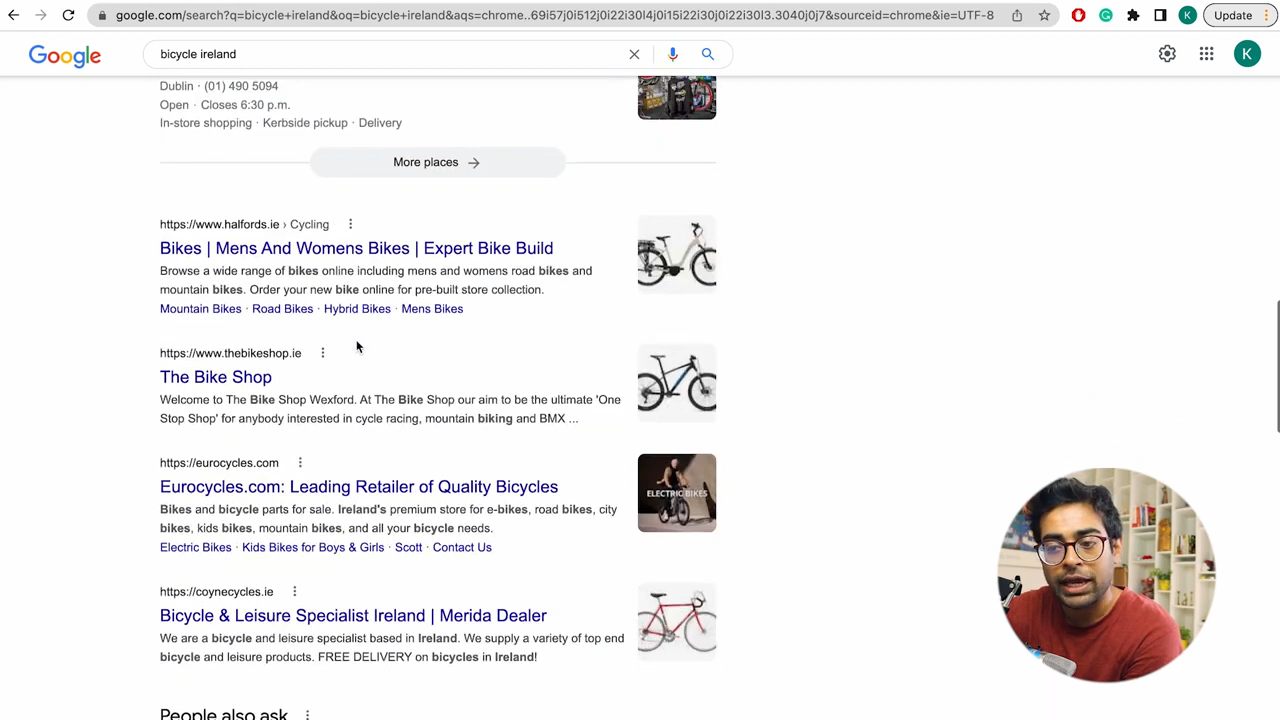 google.com/search?q=bicycle+ireland&oq=bicycle+ireland&aqs=chrome..69i57j0i512j0i22i30l4j0i15i22i30j0i22i30l3.3040j0j7&sourceid=chrome&ie=UTF-8
K
Update
Google
bicycle ireland
K
Dublin · (01) 490 5094
Open · Closes 6:30 p.m.
In-store shopping · Kerbside pickup · Delivery
More places
https://www.halfords.ie › Cycling
Bikes | Mens And Womens Bikes | Expert Bike Build
Browse a wide range of bikes online including mens and womens road bikes and
mountain bikes. Order your new bike online for pre-built store collection.
Mountain Bikes · Road Bikes · Hybrid Bikes · Mens Bikes
https://www.thebikeshop.ie
The Bike Shop
Welcome to The Bike Shop Wexford. At The Bike Shop our aim to be the ultimate 'One
Stop Shop' for anybody interested in cycle racing, mountain biking and BMX ...
https://eurocycles.com
Eurocycles.com: Leading Retailer of Quality Bicycles
Bikes and bicycle parts for sale. Ireland's premium store for e-bikes, road bikes, city
bikes, kids bikes, mountain bikes, and all your bicycle needs.
Electric Bikes · Kids Bikes for Boys & Girls · Scott · Contact Us
ELECTRIC BIKES
https://coynecycles.ie
Bicycle & Leisure Specialist Ireland | Merida Dealer
We are a bicycle and leisure specialist based in Ireland. We supply a variety of top end
bicycle and leisure products. FREE DELIVERY on bicycles in Ireland!
People also ask